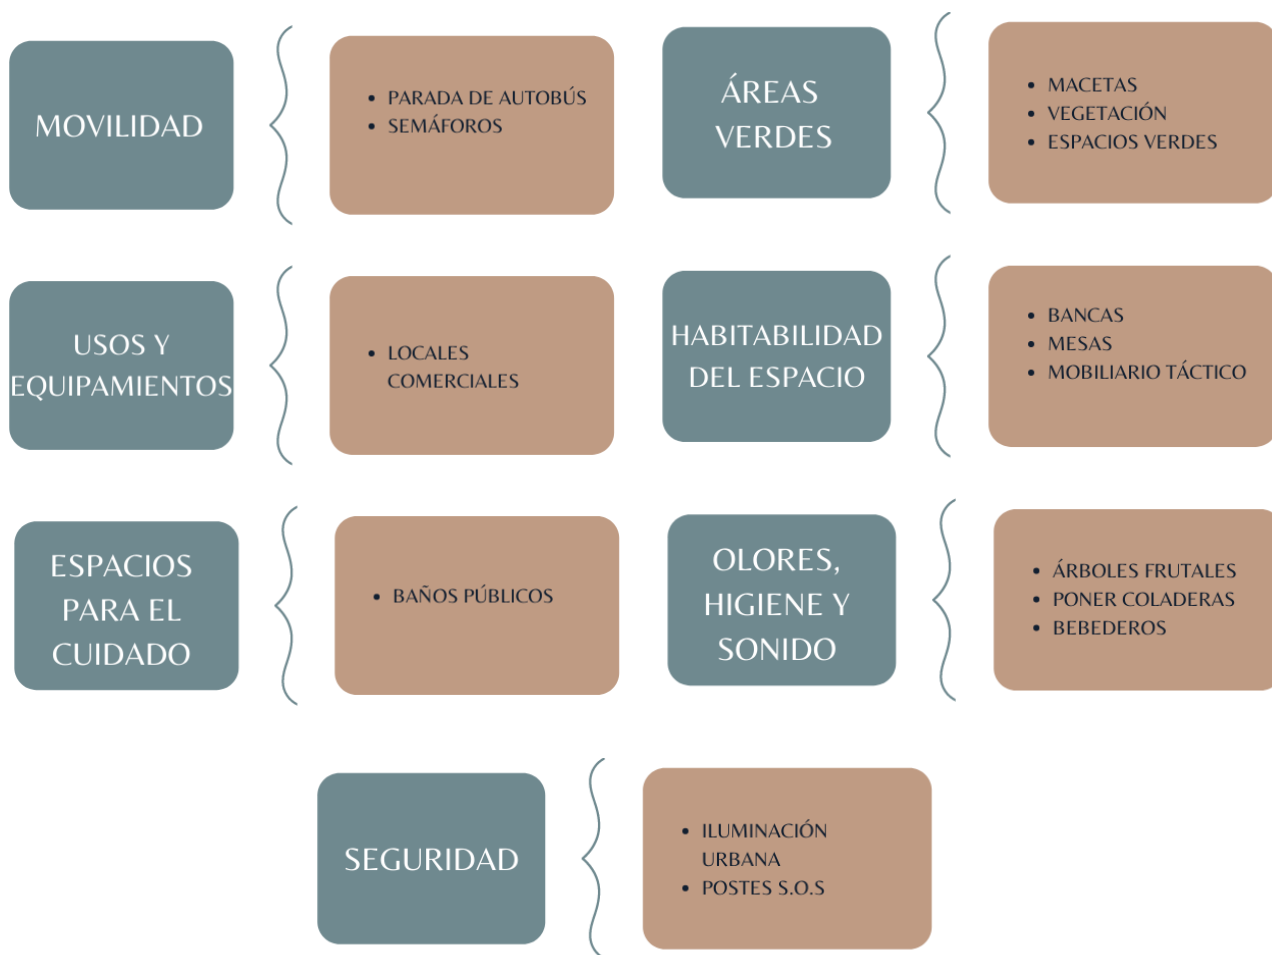 MOVILIDAD
• PARADA DE AUTOBÚS
• SEMÁFOROS
ÁREAS
VERDES
• MACETAS
• VEGETACIÓN
• ESPACIOS VERDES
USOS Y
EQUIPAMIENTOS
• LOCALES
COMERCIALES
HABITABILIDAD
DEL ESPACIO
• BANCAS
• MESAS
• MOBILIARIO TÁCTICO
ESPACIOS
PARA EL
CUIDADO
• BAÑOS PÚBLICOS
OLORES,
HIGIENE Y
SONIDO
• ÁRBOLES FRUTALES
• PONER COLADERAS
• BEBEDEROS
SEGURIDAD
• ILUMINACIÓN
URBANA
• POSTES S.O.S